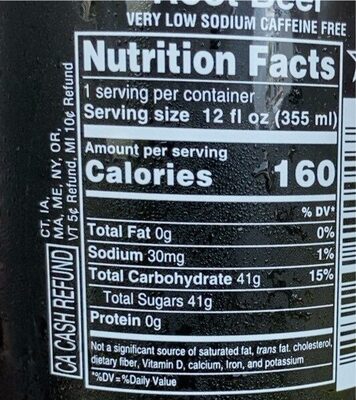 Root Beer
VERY LOW SODIUM CAFFEINE FREE
Nutrition Facts
1 serving per container
Serving size 12 fl oz (355 ml)
Amount per serving
Calories 160
% DV*
Total Fat 0g 0%
Sodium 30mg 1%
Total Carbohydrate 41g 15%
Total Sugars 41g
Protein 0g
Not a significant source of saturated fat, trans fat, cholesterol,
dietary fiber, Vitamin D, calcium, Iron, and potassium
*%DV=%Daily Value
CA CASH REFUND
CT, IA,
MA, ME, NY, OR,
VT 5¢ Refund, MI 10¢ Refund